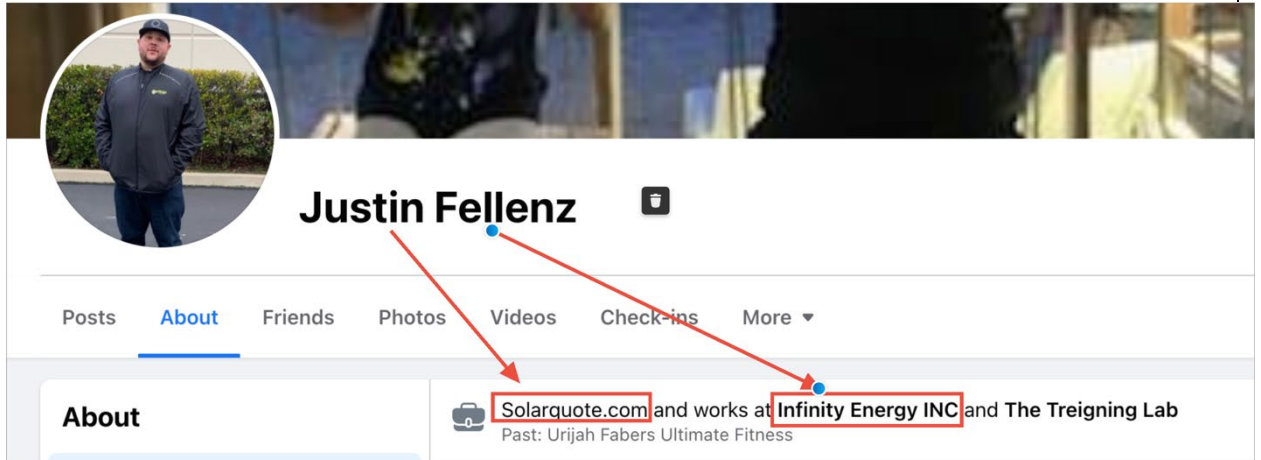 Justin Fellenz
Posts About Friends Photos Videos Check-ins More
About
Solarquote.com and works at Infinity Energy INC and The Treigning Lab
Past: Urijah Fabers Ultimate Fitness